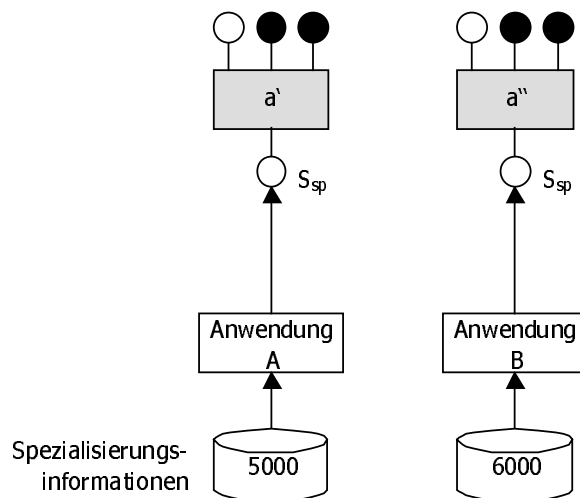 a‘
a“
Ssp
Ssp
Anwendung
A
Anwendung
B
Spezialisierungs-
informationen
5000
6000